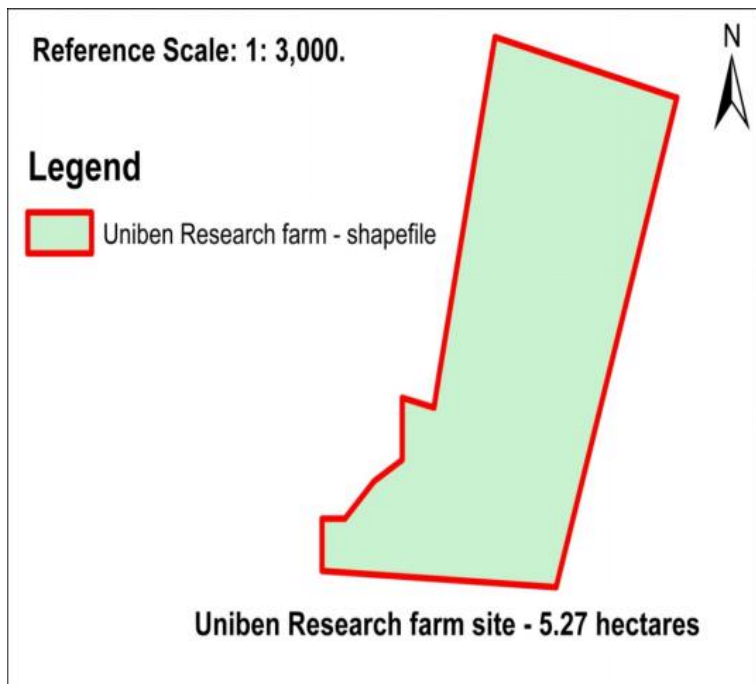 Reference Scale: 1: 3,000.
N
Legend
Uniben Research farm - shapefile
Uniben Research farm site - 5.27 hectares